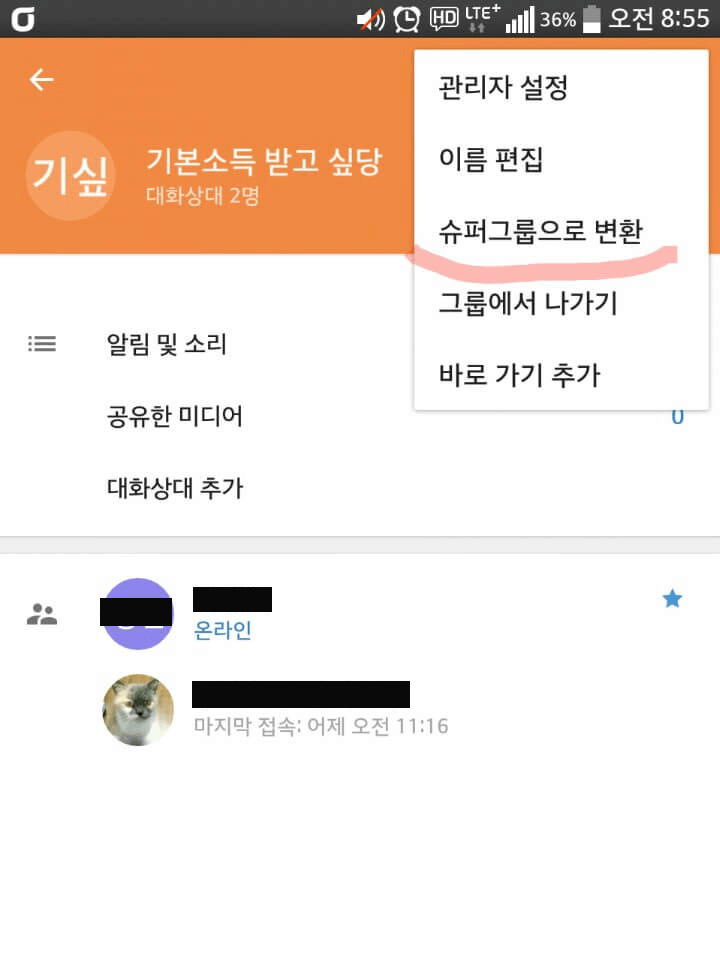 HD LTE+ 36% 오전 8:55
기싶
기본소득 받고 싶당
대화상대 2명
관리자 설정
이름 편집
슈퍼그룹으로 변환
그룹에서 나가기
바로 가기 추가
알림 및 소리
공유한 미디어 0
대화상대 추가
온라인
마지막 접속: 어제 오전 11:16